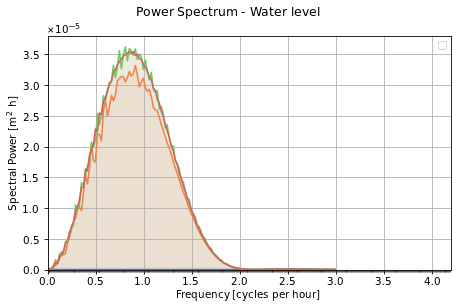 Power Spectrum - Water level
×10⁻⁵
3.5
3.0
2.5
2.0
1.5
1.0
0.5
0.0
Spectral Power [m² h]
0.0 0.5 1.0 1.5 2.0 2.5 3.0 3.5 4.0
Frequency [cycles per hour]